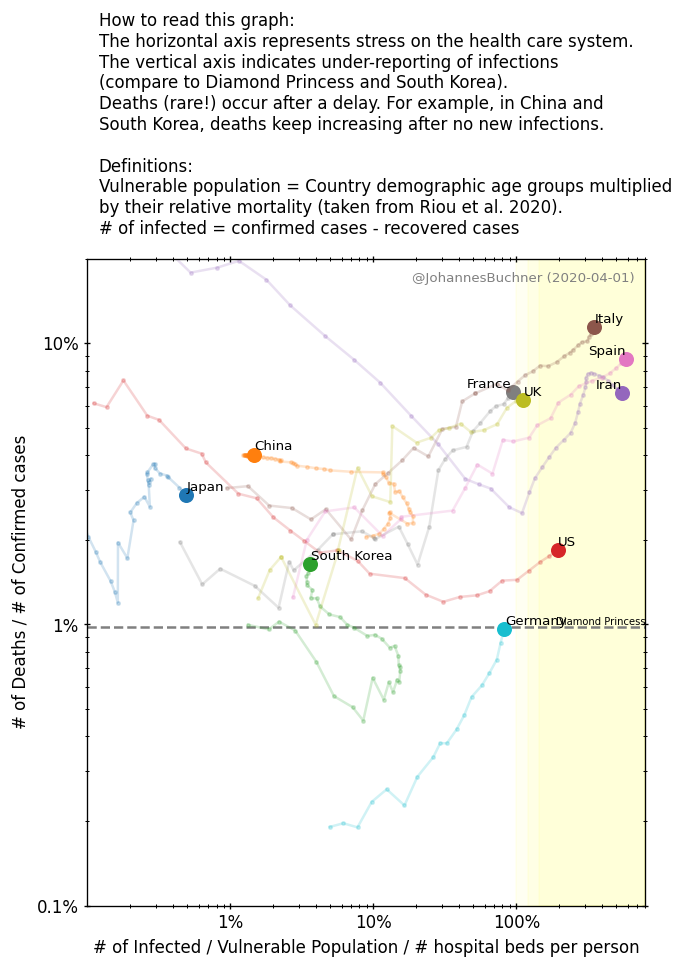 How to read this graph:
The horizontal axis represents stress on the health care system.
The vertical axis indicates under-reporting of infections
(compare to Diamond Princess and South Korea).
Deaths (rare!) occur after a delay. For example, in China and
South Korea, deaths keep increasing after no new infections.
Definitions:
Vulnerable population = Country demographic age groups multiplied
by their relative mortality (taken from Riou et al. 2020).
# of infected = confirmed cases - recovered cases
@JohannesBuchner (2020-04-01)
Italy
10%
Spain
France
Iran
UK
China
Japan
US
South Korea
1%
Germany
Diamond Princess
0.1%
1%
10%
100%
# of Deaths / # of Confirmed cases
# of Infected / Vulnerable Population / # hospital beds per person